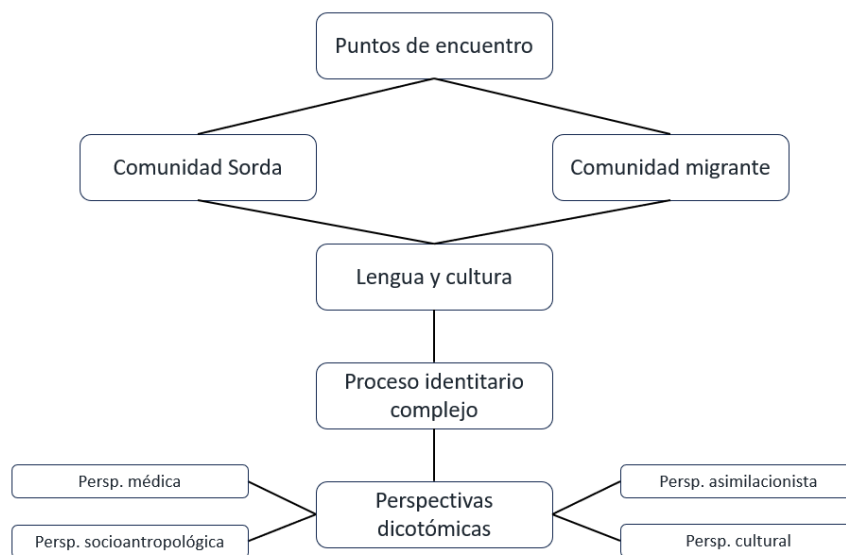 Puntos de encuentro
Comunidad Sorda
Comunidad migrante
Lengua y cultura
Proceso identitario
complejo
Persp. médica
Persp. asimilacionista
Perspectivas
dicotómicas
Persp. socioantropológica
Persp. cultural